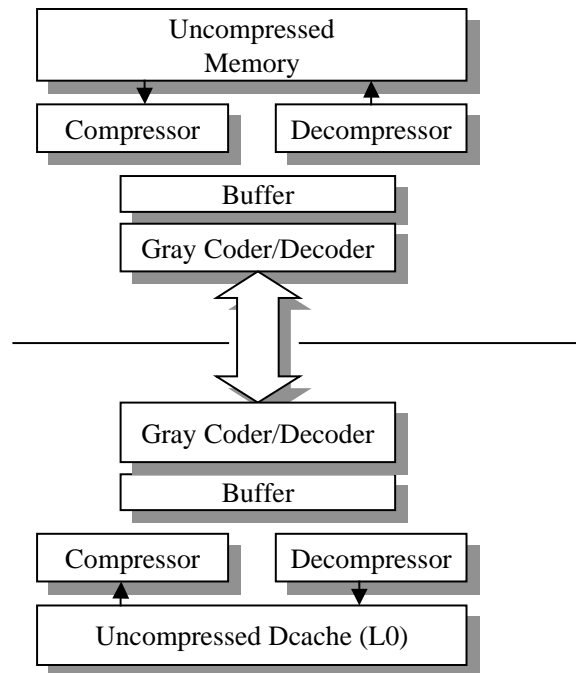 Uncompressed
Memory
Compressor
Decompressor
Buffer
Gray Coder/Decoder
Gray Coder/Decoder
Buffer
Compressor
Decompressor
Uncompressed Dcache (L0)